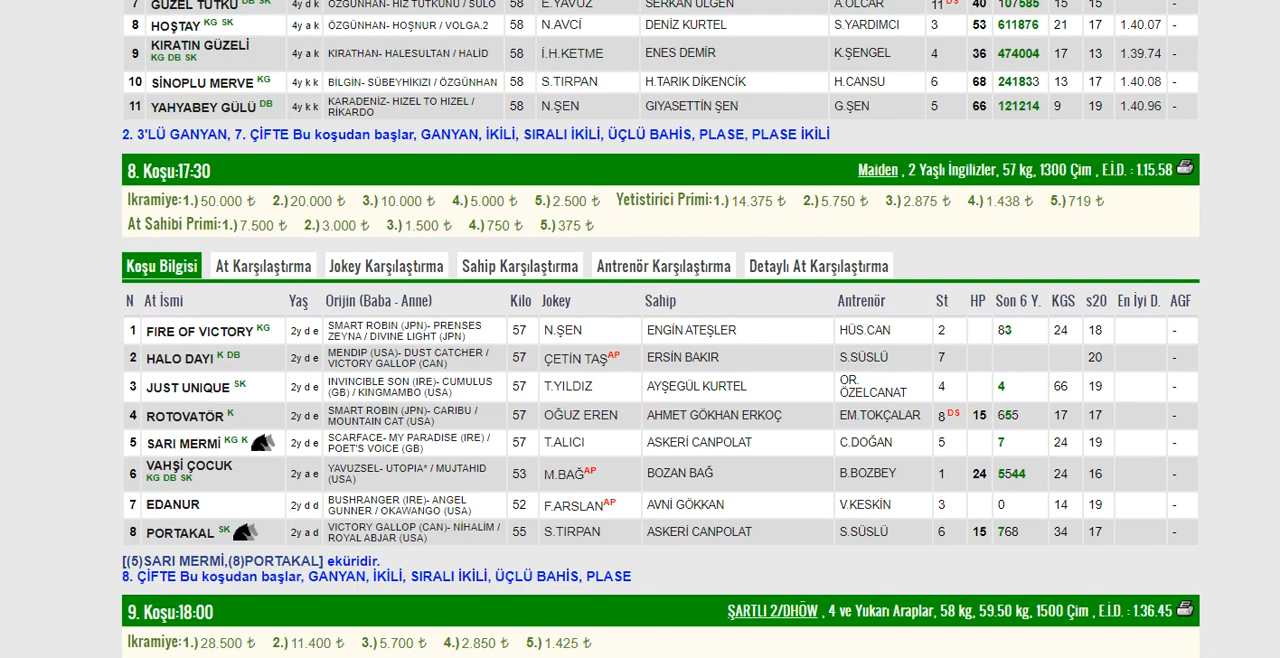 7 GÜZEL TUTKU DB SK 4y d k ÖZGÜNHAN- HIZ TUTKUNU / SULO 58 E.YAVUZ SERKAN ÜLGEN A.OLCAR 11 DS 40 107585 15 15 -
8 HOŞTAY KG SK 4y a k ÖZGÜNHAN- HOŞNUR / VOLGA.2 58 N.AVCİ DENİZ KURTEL S.YARDIMCI 3 53 611876 21 17 1.40.07 -
9 KIRATIN GÜZELİ KG DB SK 4y a k KIRATHAN- HALESULTAN / HALİD 58 İ.H.KETME ENES DEMİR K.ŞENGEL 4 36 474004 17 13 1.39.74 -
10 SİNOPLU MERVE KG 4y k k BİLGİN- SÜBEYHİKIZI / ÖZGÜNHAN 58 S.TIRPAN H.TARIK DİKENCİK H.CANSU 6 68 241833 13 17 1.40.08 -
11 YAHYABEY GÜLÜ DB 4y k k KARADENİZ- HIZEL TO HIZEL / RİKARDO 58 N.ŞEN GIYASETTİN ŞEN G.ŞEN 5 66 121214 9 19 1.40.96 -
2. 3'LÜ GANYAN, 7. ÇİFTE Bu koşudan başlar, GANYAN, İKİLİ, SIRALI İKİLİ, ÜÇLÜ BAHİS, PLASE, PLASE İKİLİ
8. Koşu:17:30 Maiden , 2 Yaşlı İngilizler, 57 kg, 1300 Çim , E.İ.D. : 1.15.58
Ikramiye:1.) 50.000 ₺ 2.) 20.000 ₺ 3.) 10.000 ₺ 4.) 5.000 ₺ 5.) 2.500 ₺ Yetistirici Primi:1.) 14.375 ₺ 2.) 5.750 ₺ 3.) 2.875 ₺ 4.) 1.438 ₺ 5.) 719 ₺
At Sahibi Primi:1.) 7.500 ₺ 2.) 3.000 ₺ 3.) 1.500 ₺ 4.) 750 ₺ 5.) 375 ₺
Koşu Bilgisi At Karşılaştırma Jokey Karşılaştırma Sahip Karşılaştırma Antrenör Karşılaştırma Detaylı At Karşılaştırma
N At İsmi Yaş Orijin (Baba - Anne) Kilo Jokey Sahip Antrenör St HP Son 6 Y. KGS s20 En İyi D. AGF
1 FIRE OF VICTORY KG 2y d e SMART ROBIN (JPN)- PRENSES ZEYNA / DIVINE LIGHT (JPN) 57 N.ŞEN ENGİN ATEŞLER HÜS.CAN 2 83 24 18 -
2 HALO DAYI K DB 2y d e MENDIP (USA)- DUST CATCHER / VICTORY GALLOP (CAN) 57 ÇETİN TAŞ AP ERSİN BAKIR S.SÜSLÜ 7 20 -
3 JUST UNIQUE SK 2y d e INVINCIBLE SON (IRE)- CUMULUS (GB) / KINGMAMBO (USA) 57 T.YILDIZ AYŞEGÜL KURTEL OR. ÖZELCANAT 4 4 66 19 -
4 ROTOVATÖR K 2y d e SMART ROBIN (JPN)- CARIBU / MOUNTAIN CAT (USA) 57 OĞUZ EREN AHMET GÖKHAN ERKOÇ EM.TOKÇALAR 8 DS 15 655 17 17 -
5 SARI MERMİ KG K 2y d e SCARFACE- MY PARADISE (IRE) / POET'S VOICE (GB) 57 T.ALICI ASKERİ CANPOLAT C.DOĞAN 5 7 24 19 -
6 VAHŞİ ÇOCUK KG DB SK 2y a e YAVUZSEL- UTOPIA* / MUJTAHID (USA) 53 M.BAĞ AP BOZAN BAĞ B.BOZBEY 1 24 5544 24 16 -
7 EDANUR 2y d d BUSHRANGER (IRE)- ANGEL GUNNER / OKAWANGO (USA) 52 F.ARSLAN AP AVNİ GÖKKAN V.KESKİN 3 0 14 19 -
8 PORTAKAL SK 2y a d VICTORY GALLOP (CAN)- NİHALİM / ROYAL ABJAR (USA) 55 S.TIRPAN ASKERİ CANPOLAT S.SÜSLÜ 6 15 768 34 17 -
[(5)SARI MERMİ,(8)PORTAKAL] eküridir.
8. ÇİFTE Bu koşudan başlar, GANYAN, İKİLİ, SIRALI İKİLİ, ÜÇLÜ BAHİS, PLASE
9. Koşu:18:00 ŞARTLI 2/DHÖW , 4 ve Yukarı Araplar, 58 kg, 59.50 kg, 1500 Çim , E.İ.D. : 1.36.45
Ikramiye:1.) 28.500 ₺ 2.) 11.400 ₺ 3.) 5.700 ₺ 4.) 2.850 ₺ 5.) 1.425 ₺